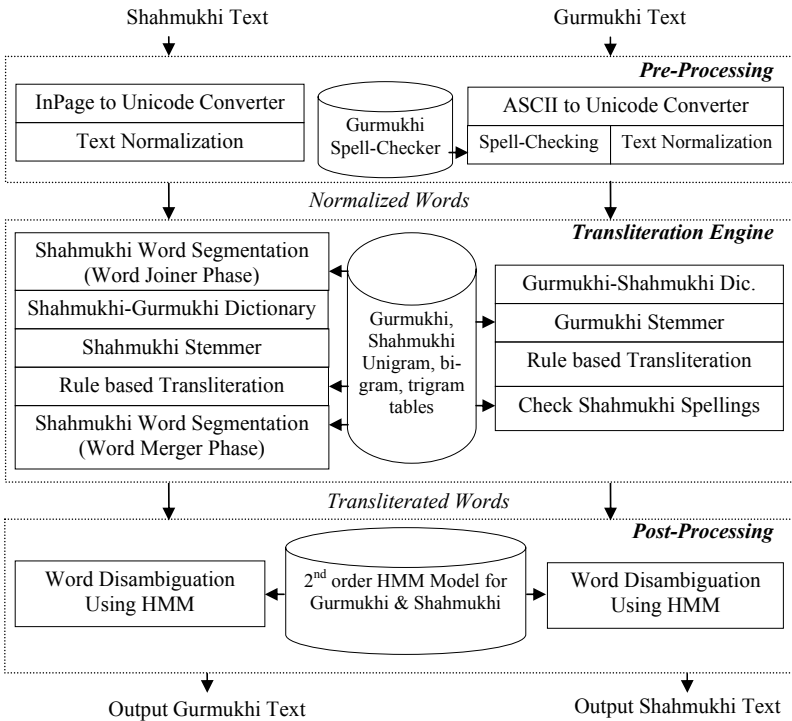 Shahmukhi Text
Gurmukhi Text
Pre-Processing
InPage to Unicode Converter
Text Normalization
Gurmukhi
Spell-Checker
ASCII to Unicode Converter
Spell-Checking
Text Normalization
Normalized Words
Transliteration Engine
Shahmukhi Word Segmentation
(Word Joiner Phase)
Shahmukhi-Gurmukhi Dictionary
Shahmukhi Stemmer
Rule based Transliteration
Shahmukhi Word Segmentation
(Word Merger Phase)
Gurmukhi,
Shahmukhi
Unigram, bi-
gram, trigram
tables
Gurmukhi-Shahmukhi Dic.
Gurmukhi Stemmer
Rule based Transliteration
Check Shahmukhi Spellings
Transliterated Words
Post-Processing
Word Disambiguation
Using HMM
2nd order HMM Model for
Gurmukhi & Shahmukhi
Word Disambiguation
Using HMM
Output Gurmukhi Text
Output Shahmukhi Text